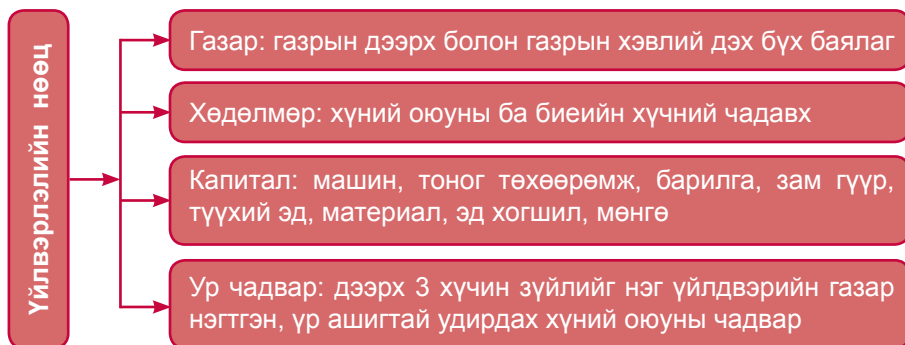 Үйлвэрлэлийн нөөц
Газар: газрын дээрх болон газрын хэвлий дэх бүх баялаг
Хөдөлмөр: хүний оюуны ба биеийн хүчний чадавх
Капитал: машин, тоног төхөөрөмж, барилга, зам гүүр,
түүхий эд, материал, эд хогшил, мөнгө
Ур чадвар: дээрх 3 хүчин зүйлийг нэг үйлдвэрийн газар
нэгтгэн, үр ашигтай удирдах хүний оюуны чадвар